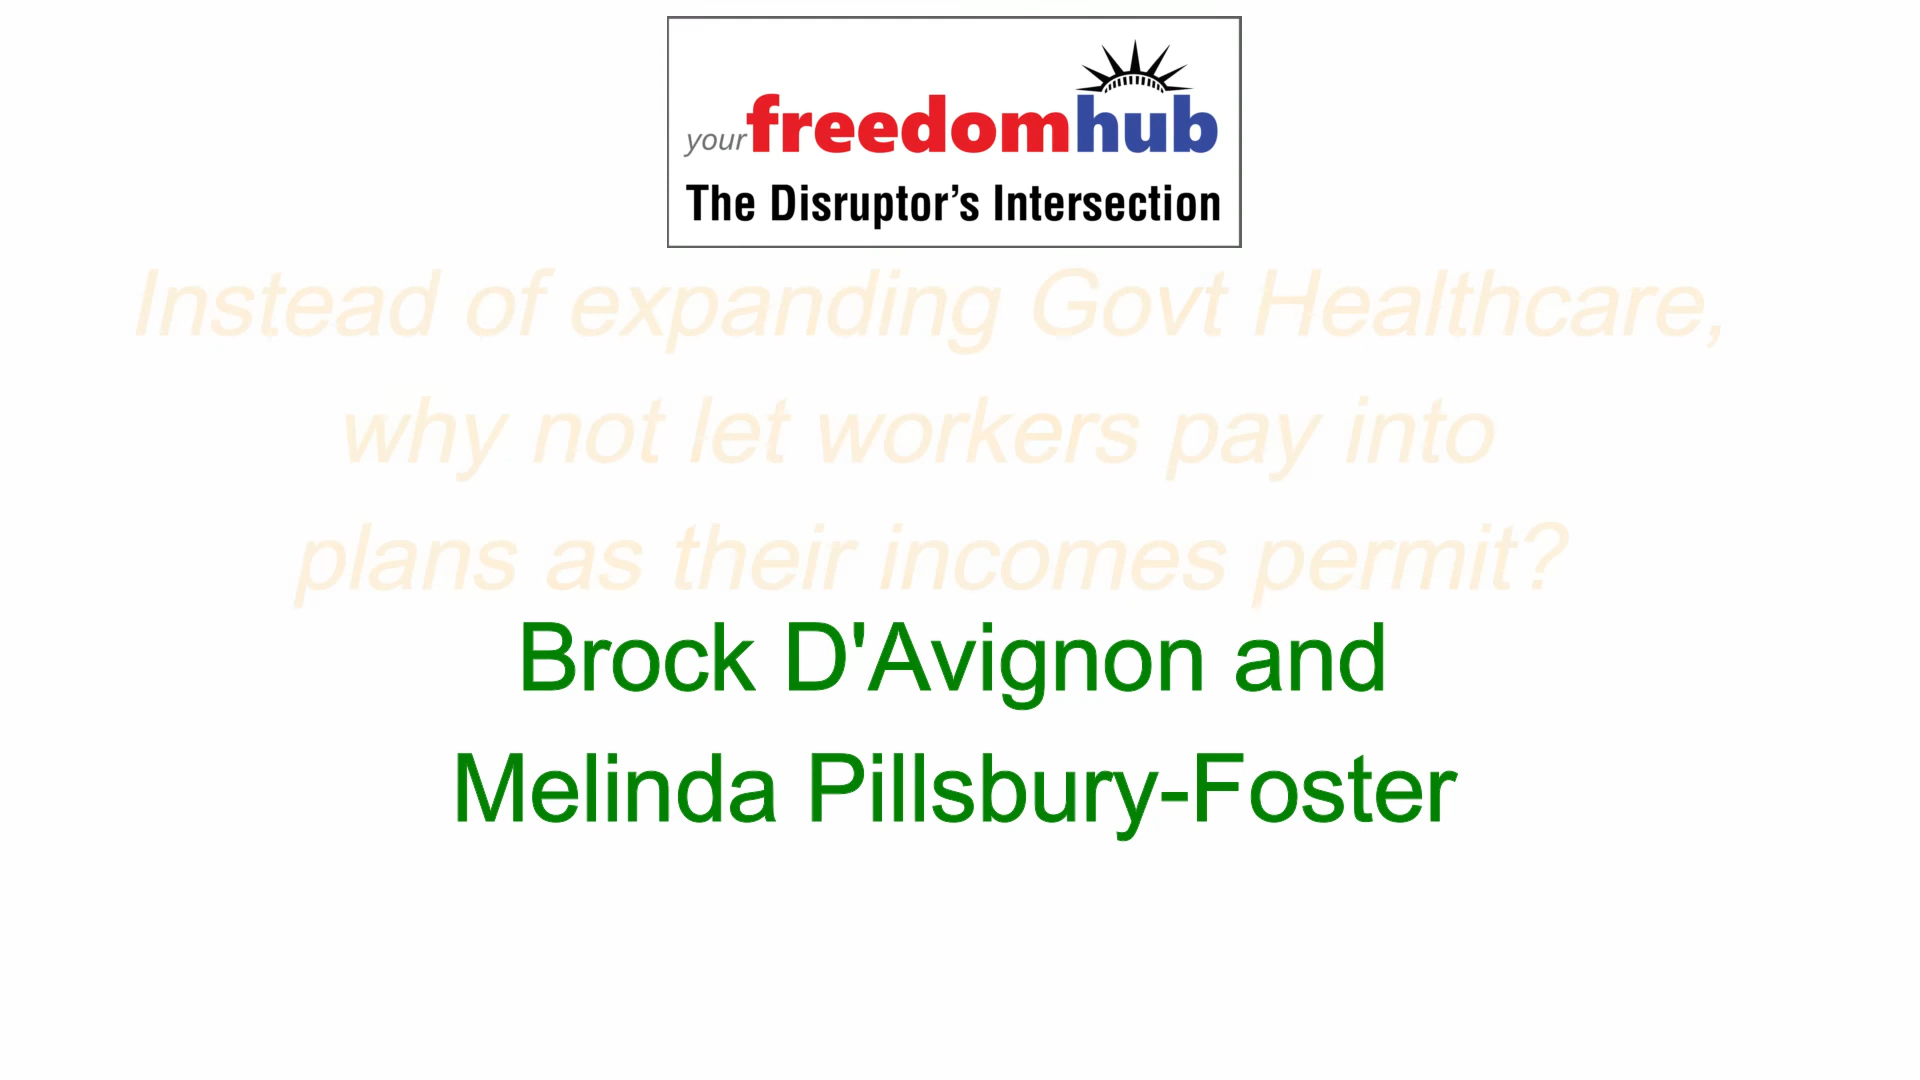 your freedomhub
The Disruptor's Intersection
Instead of expanding Govt Healthcare,
why not let workers pay into
plans as their incomes permit?
Brock D'Avignon and
Melinda Pillsbury-Foster